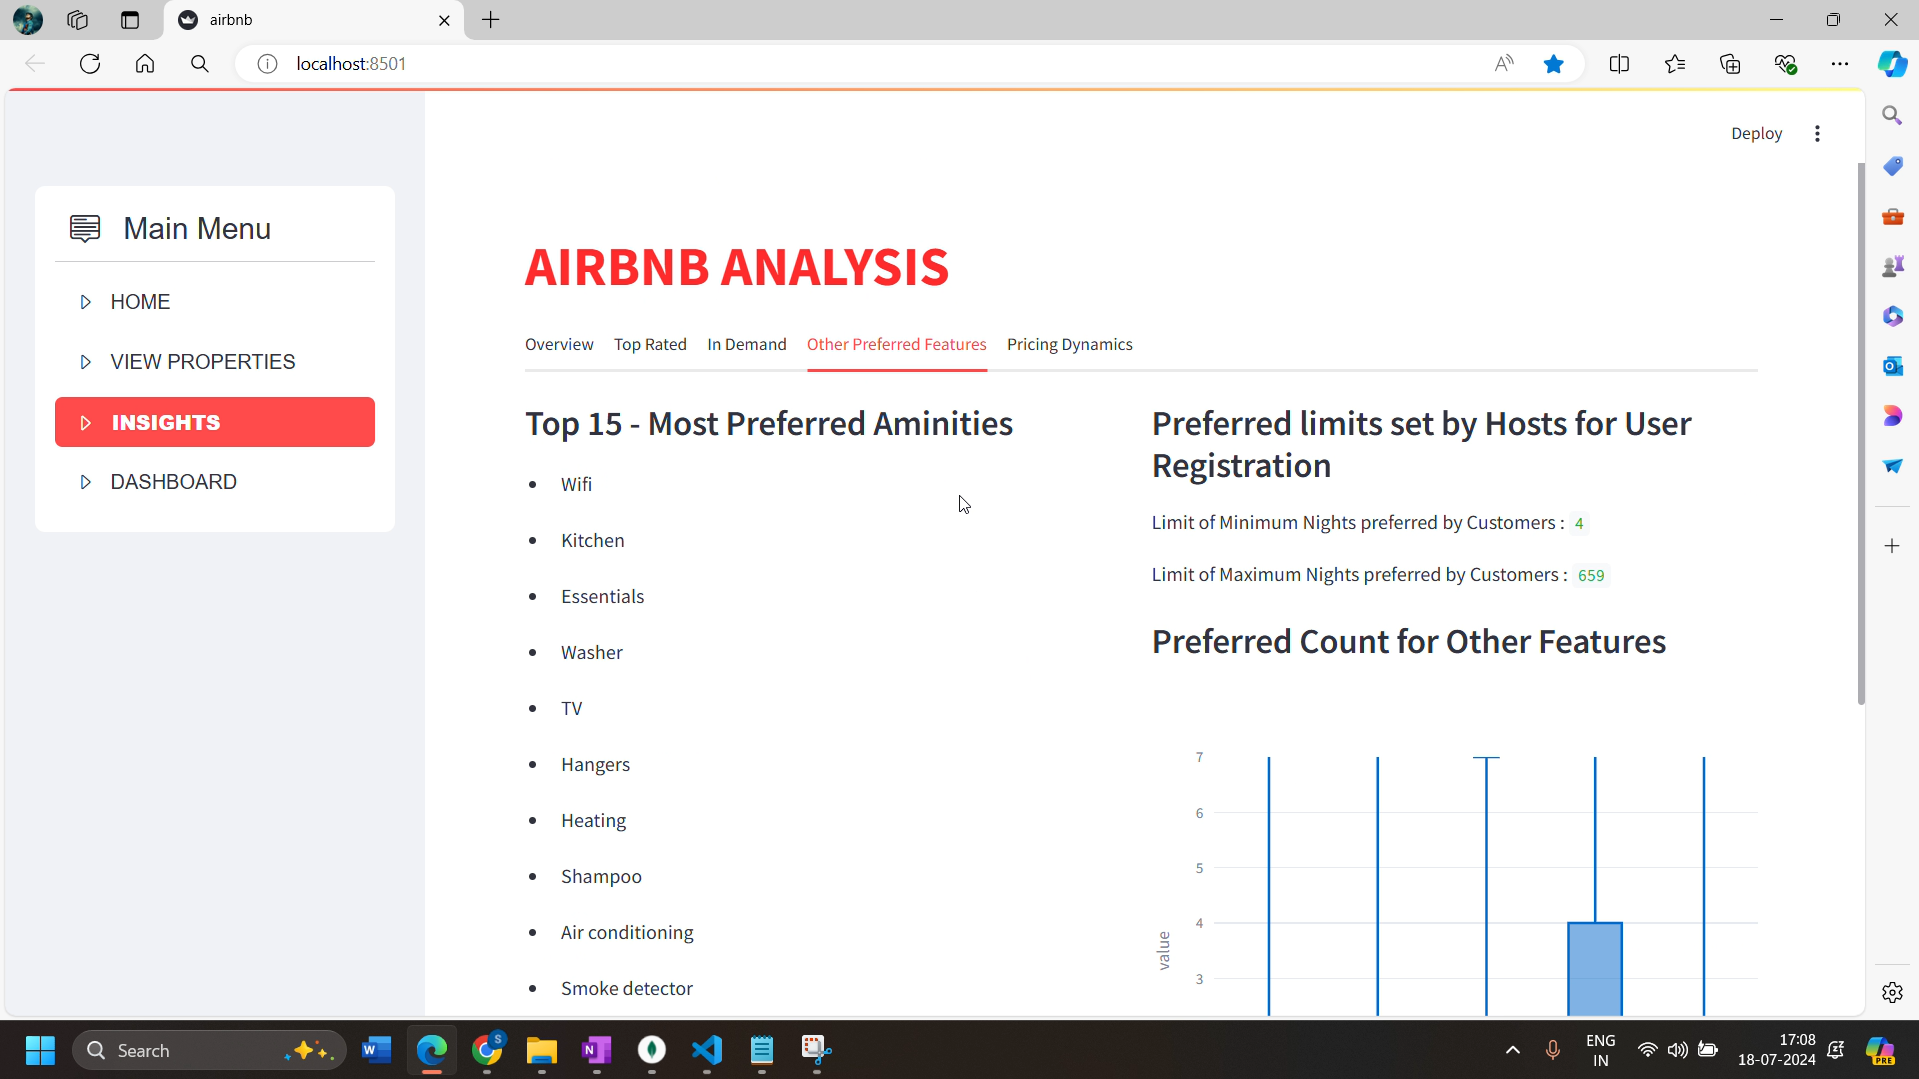 airbnb
localhost:8501
Deploy
Main Menu
HOME
VIEW PROPERTIES
INSIGHTS
DASHBOARD
AIRBNB ANALYSIS
Overview Top Rated In Demand Other Preferred Features Pricing Dynamics
Top 15 - Most Preferred Aminities
Wifi
Kitchen
Essentials
Washer
TV
Hangers
Heating
Shampoo
Air conditioning
Smoke detector
Preferred limits set by Hosts for User
Registration
Limit of Minimum Nights preferred by Customers : 4
Limit of Maximum Nights preferred by Customers : 659
Preferred Count for Other Features
7
6
5
4
3
value
Search
S
ENG
IN
17:08
18-07-2024
PRE